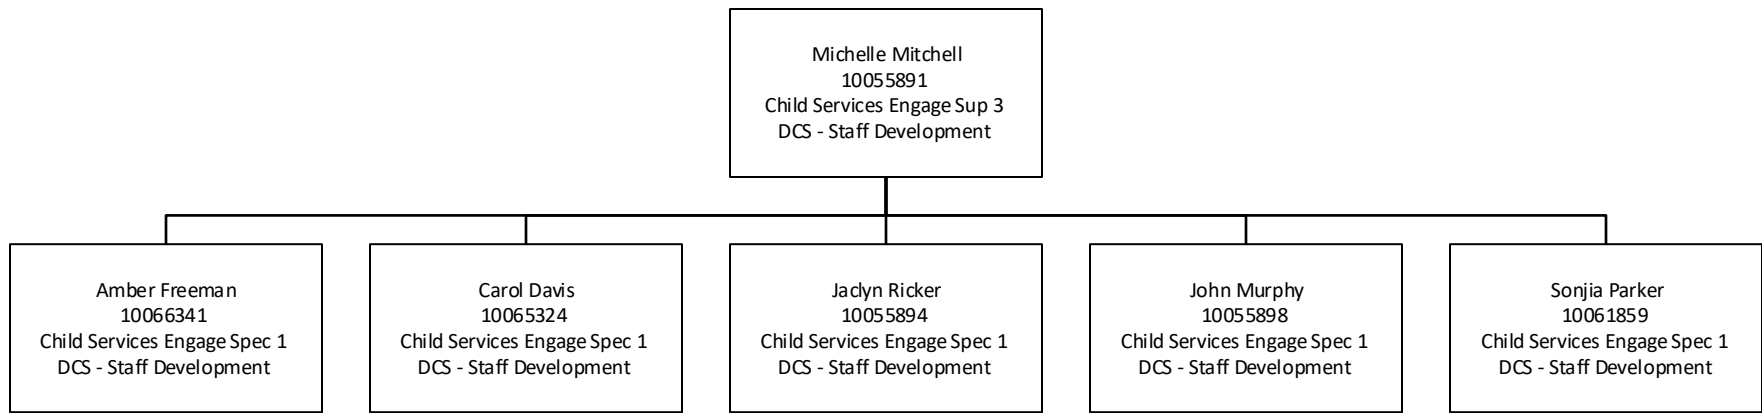 Michelle Mitchell
10055891
Child Services Engage Sup 3
DCS - Staff Development
Amber Freeman
10066341
Child Services Engage Spec 1
DCS - Staff Development
Carol Davis
10065324
Child Services Engage Spec 1
DCS - Staff Development
Jaclyn Ricker
10055894
Child Services Engage Spec 1
DCS - Staff Development
John Murphy
10055898
Child Services Engage Spec 1
DCS - Staff Development
Sonjia Parker
10061859
Child Services Engage Spec 1
DCS - Staff Development